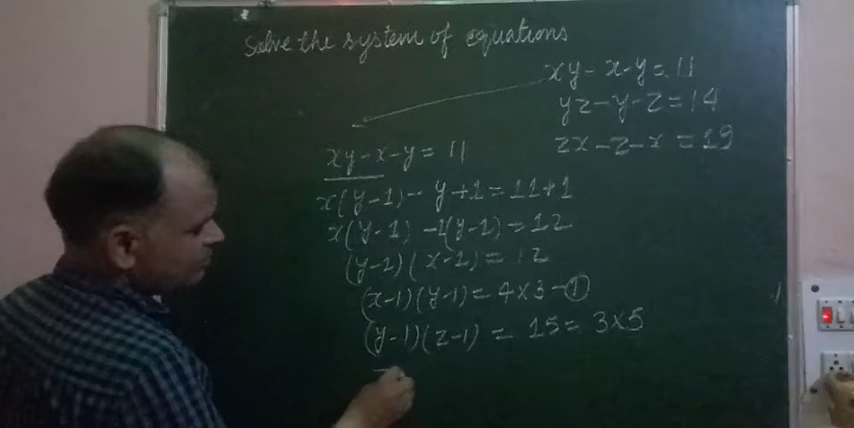 Solve the system of equations
xy - x - y = 11
yz - y - z = 14
zx - z - x = 19
xy - x - y = 11
x(y-1) - y + 1 = 11 + 1
x(y-1) - 1(y-1) = 12
(y-1)(x-1) = 12
(x-1)(y-1) = 4 × 3 - ①
(y-1)(z-1) = 15 = 3 × 5